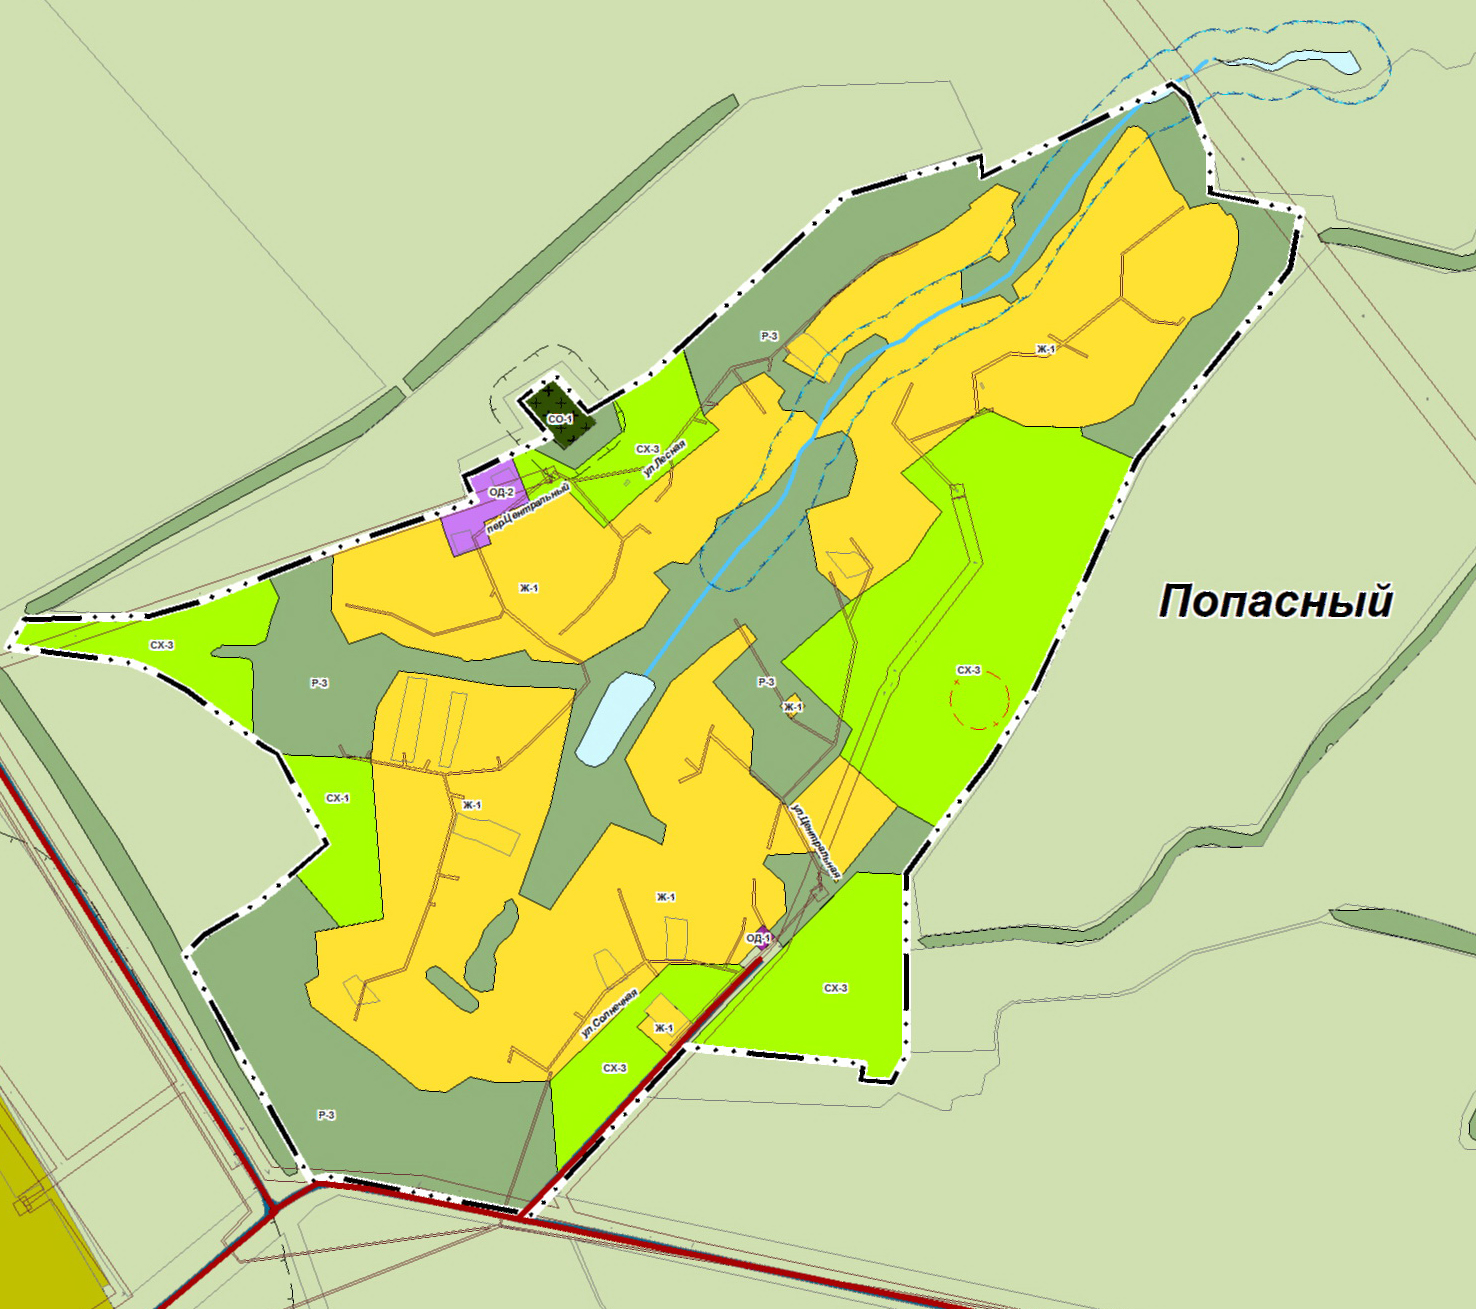 Р-3
Ж-1
СО-1
СХ-3
ул.Лесная
ОД-2
пер.Центральный
Ж-1
Попасный
СХ-3
СХ-3
Р-3
Р-3
Ж-1
СХ-1
Ж-1
ул.Центральная
Ж-1
ОД-1
СХ-3
ул.Солнечная
Ж-1
СХ-3
Р-3